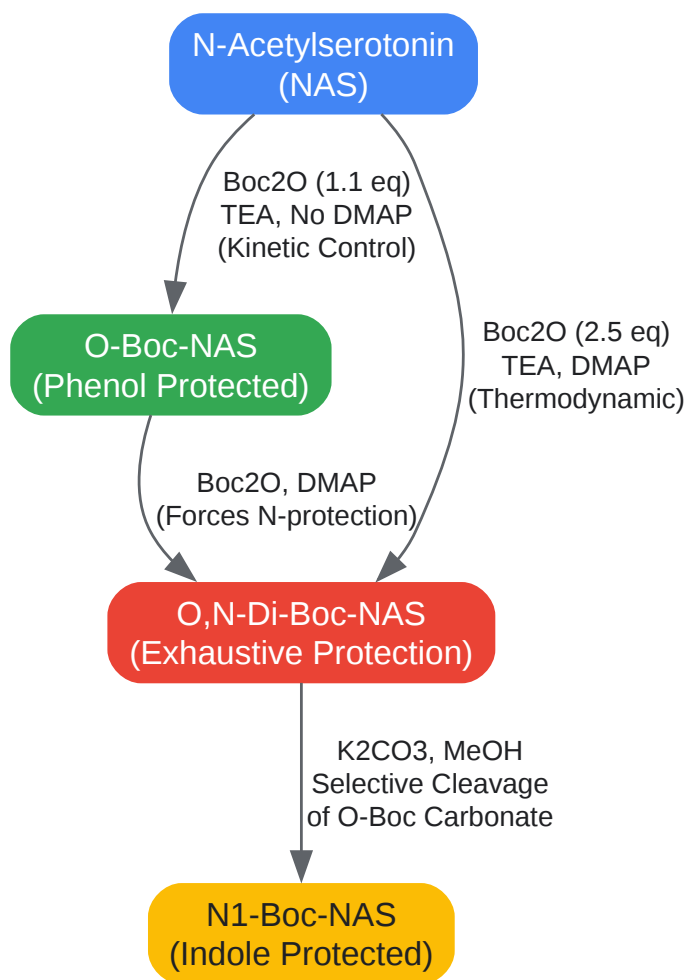 N-Acetylserotonin
(NAS)
Boc2O (1.1 eq)
TEA, No DMAP
(Kinetic Control)
Boc2O (2.5 eq)
TEA, DMAP
(Thermodynamic)
O-Boc-NAS
(Phenol Protected)
Boc2O, DMAP
(Forces N-protection)
O,N-Di-Boc-NAS
(Exhaustive Protection)
K2CO3, MeOH
Selective Cleavage
of O-Boc Carbonate
N1-Boc-NAS
(Indole Protected)